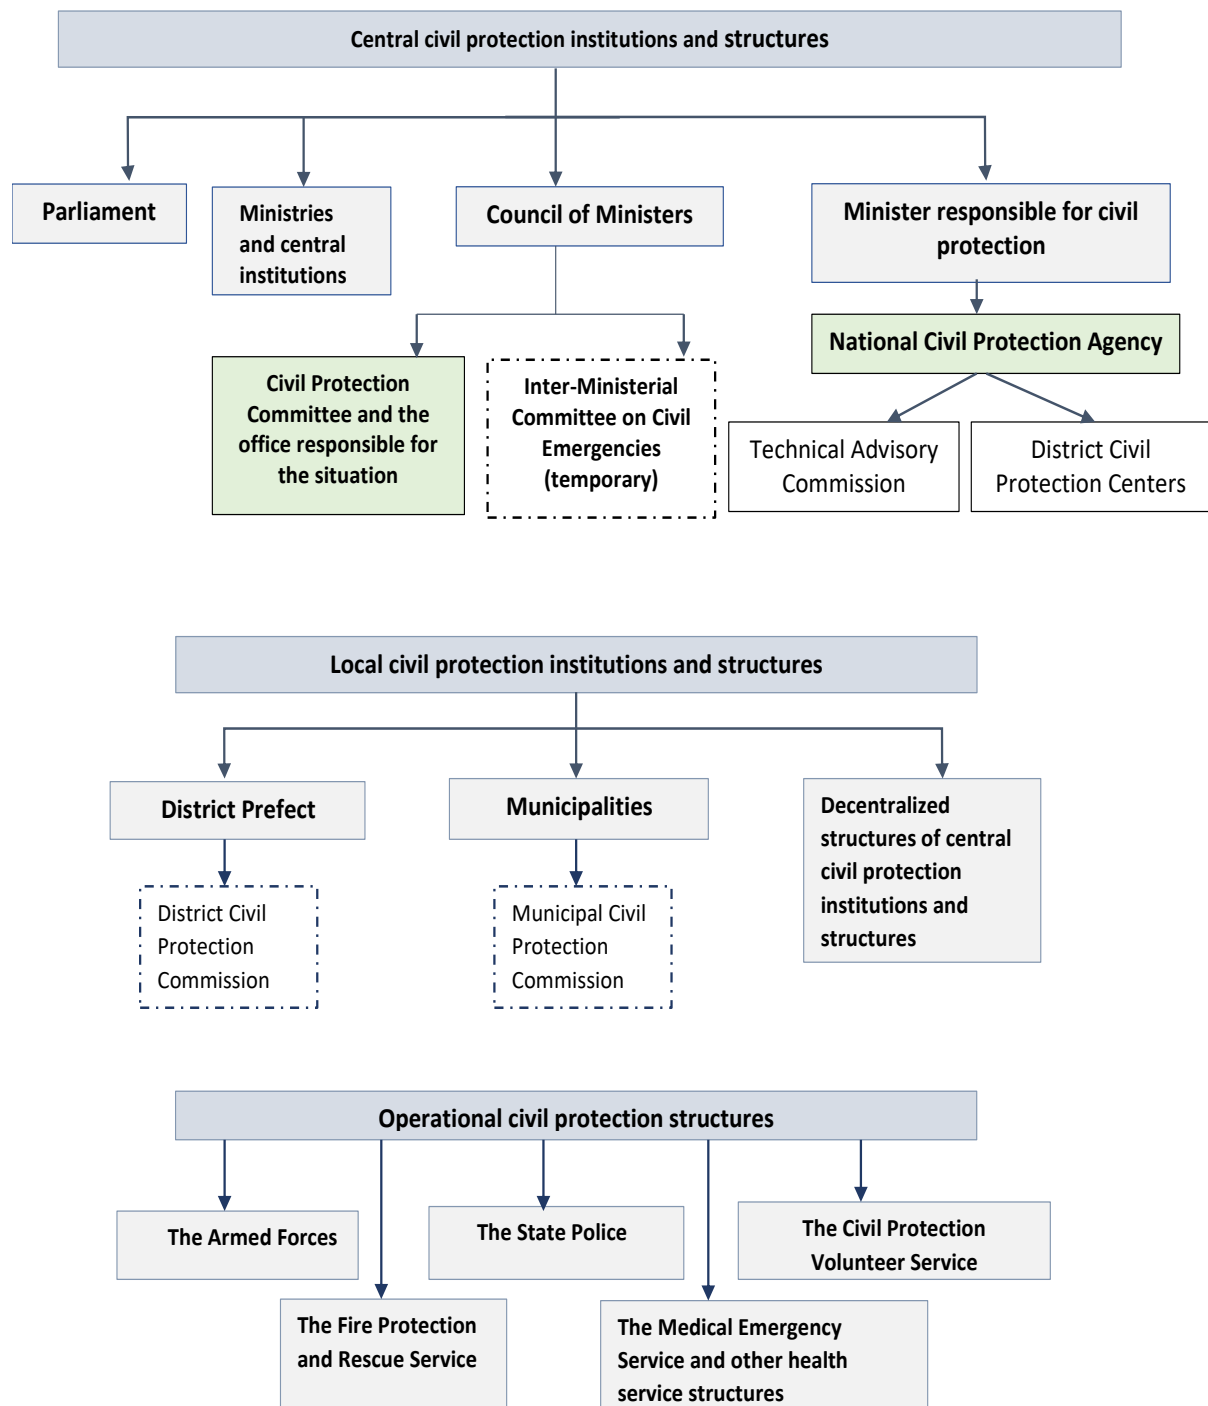 Central civil protection institutions and structures
Parliament
Ministries
and central
institutions
Council of Ministers
Minister responsible for civil
protection
National Civil Protection Agency
Civil Protection
Committee and the
office responsible for
the situation
Inter-Ministerial
Committee on Civil
Emergencies
(temporary)
Technical Advisory
Commission
District Civil
Protection Centers
Local civil protection institutions and structures
District Prefect
Municipalities
Decentralized
structures of central
civil protection
institutions and
structures
District Civil
Protection
Commission
Municipal Civil
Protection
Commission
Operational civil protection structures
The Armed Forces
The State Police
The Civil Protection
Volunteer Service
The Fire Protection
and Rescue Service
The Medical Emergency
Service and other health
service structures